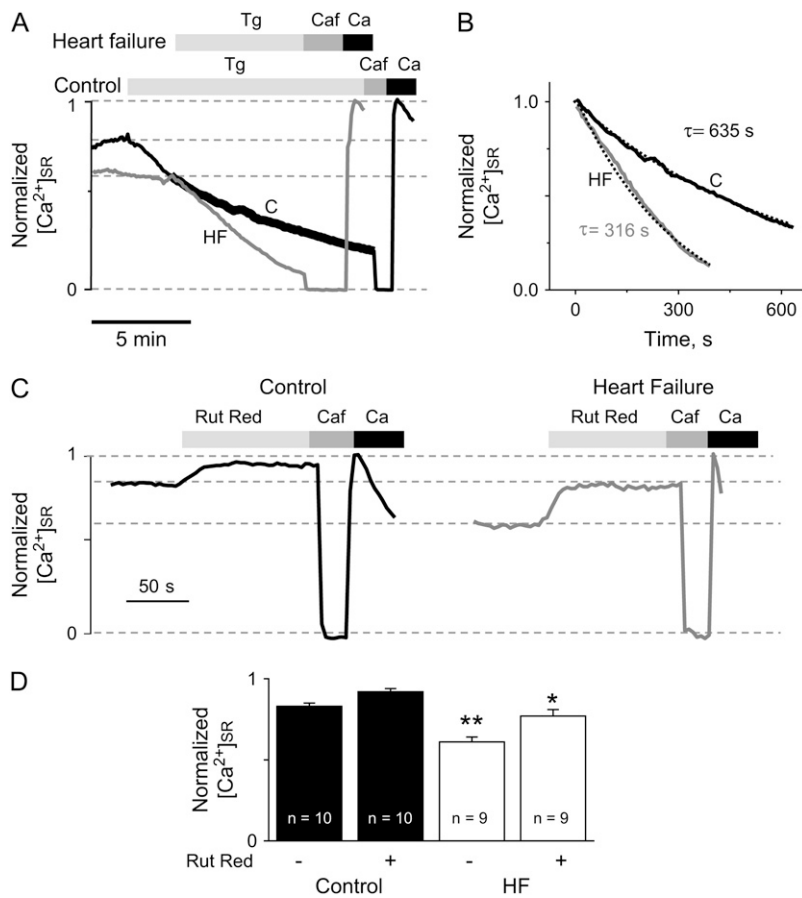 A
Tg Caf Ca
Heart failure
Tg Caf Ca
Control
1
0
Normalized
[Ca²⁺]SR
C
HF
5 min
B
1.0
0.0
Normalized
[Ca²⁺]SR
τ= 635 s
C
HF
τ= 316 s
0 300 600
Time, s
C
Control
Heart Failure
Rut Red Caf Ca
Rut Red Caf Ca
1
0
Normalized
[Ca²⁺]SR
50 s
D
1
0
Normalized
[Ca²⁺]SR
** *
n = 10 n = 10 n = 9 n = 9
Rut Red - + - +
Control HF